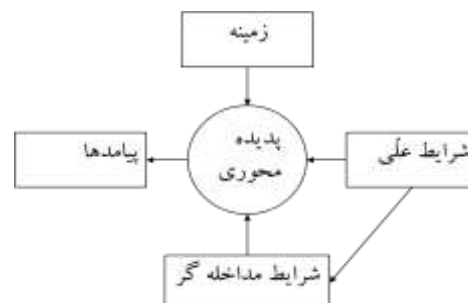 زمینه
پدیده
محوری
شرایط علّی
پیامدها
شرایط مداخله گر